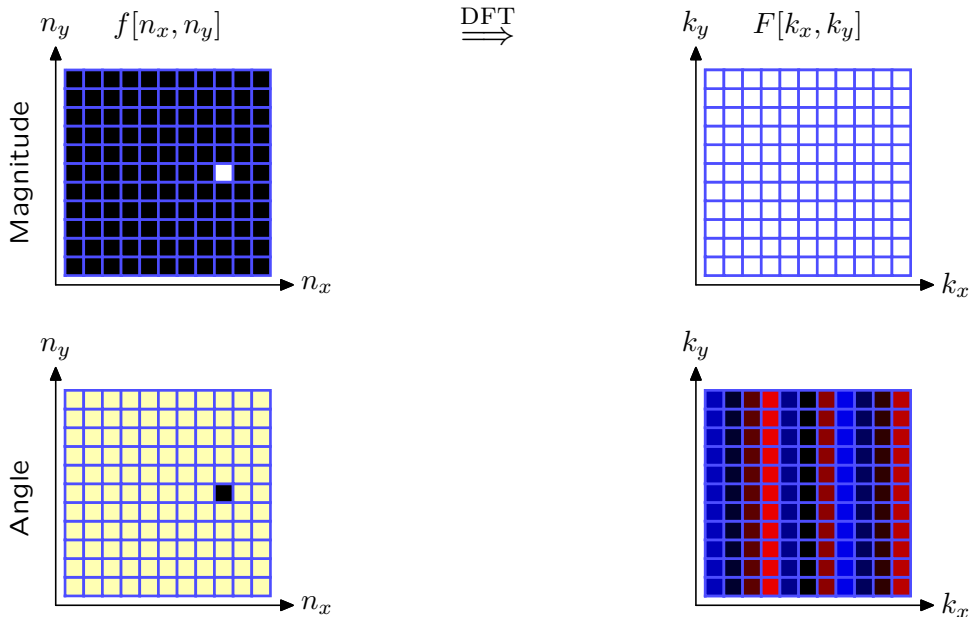 n_y f[n_x, n_y] DFT ⟹ k_y F[k_x, k_y]
Magnitude
n_x k_x
n_y k_y
Angle
n_x k_x